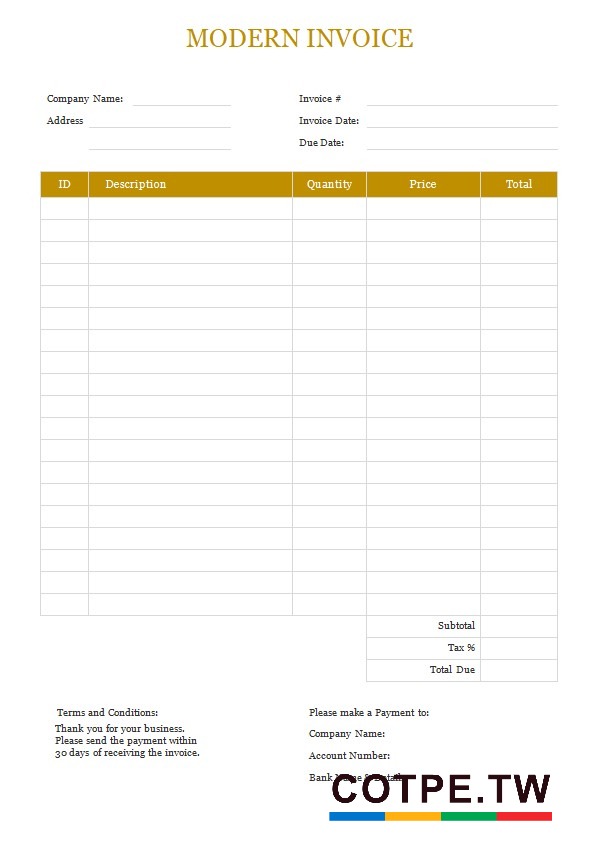 MODERN INVOICE
Company Name:
Invoice #
Address
Invoice Date:
Due Date:
ID Description Quantity Price Total
Subtotal
Tax %
Total Due
Terms and Conditions:
Thank you for your business.
Please send the payment within
30 days of receiving the invoice.
Please make a Payment to:
Company Name:
Account Number:
Bank Name & Details
COTPE.TW